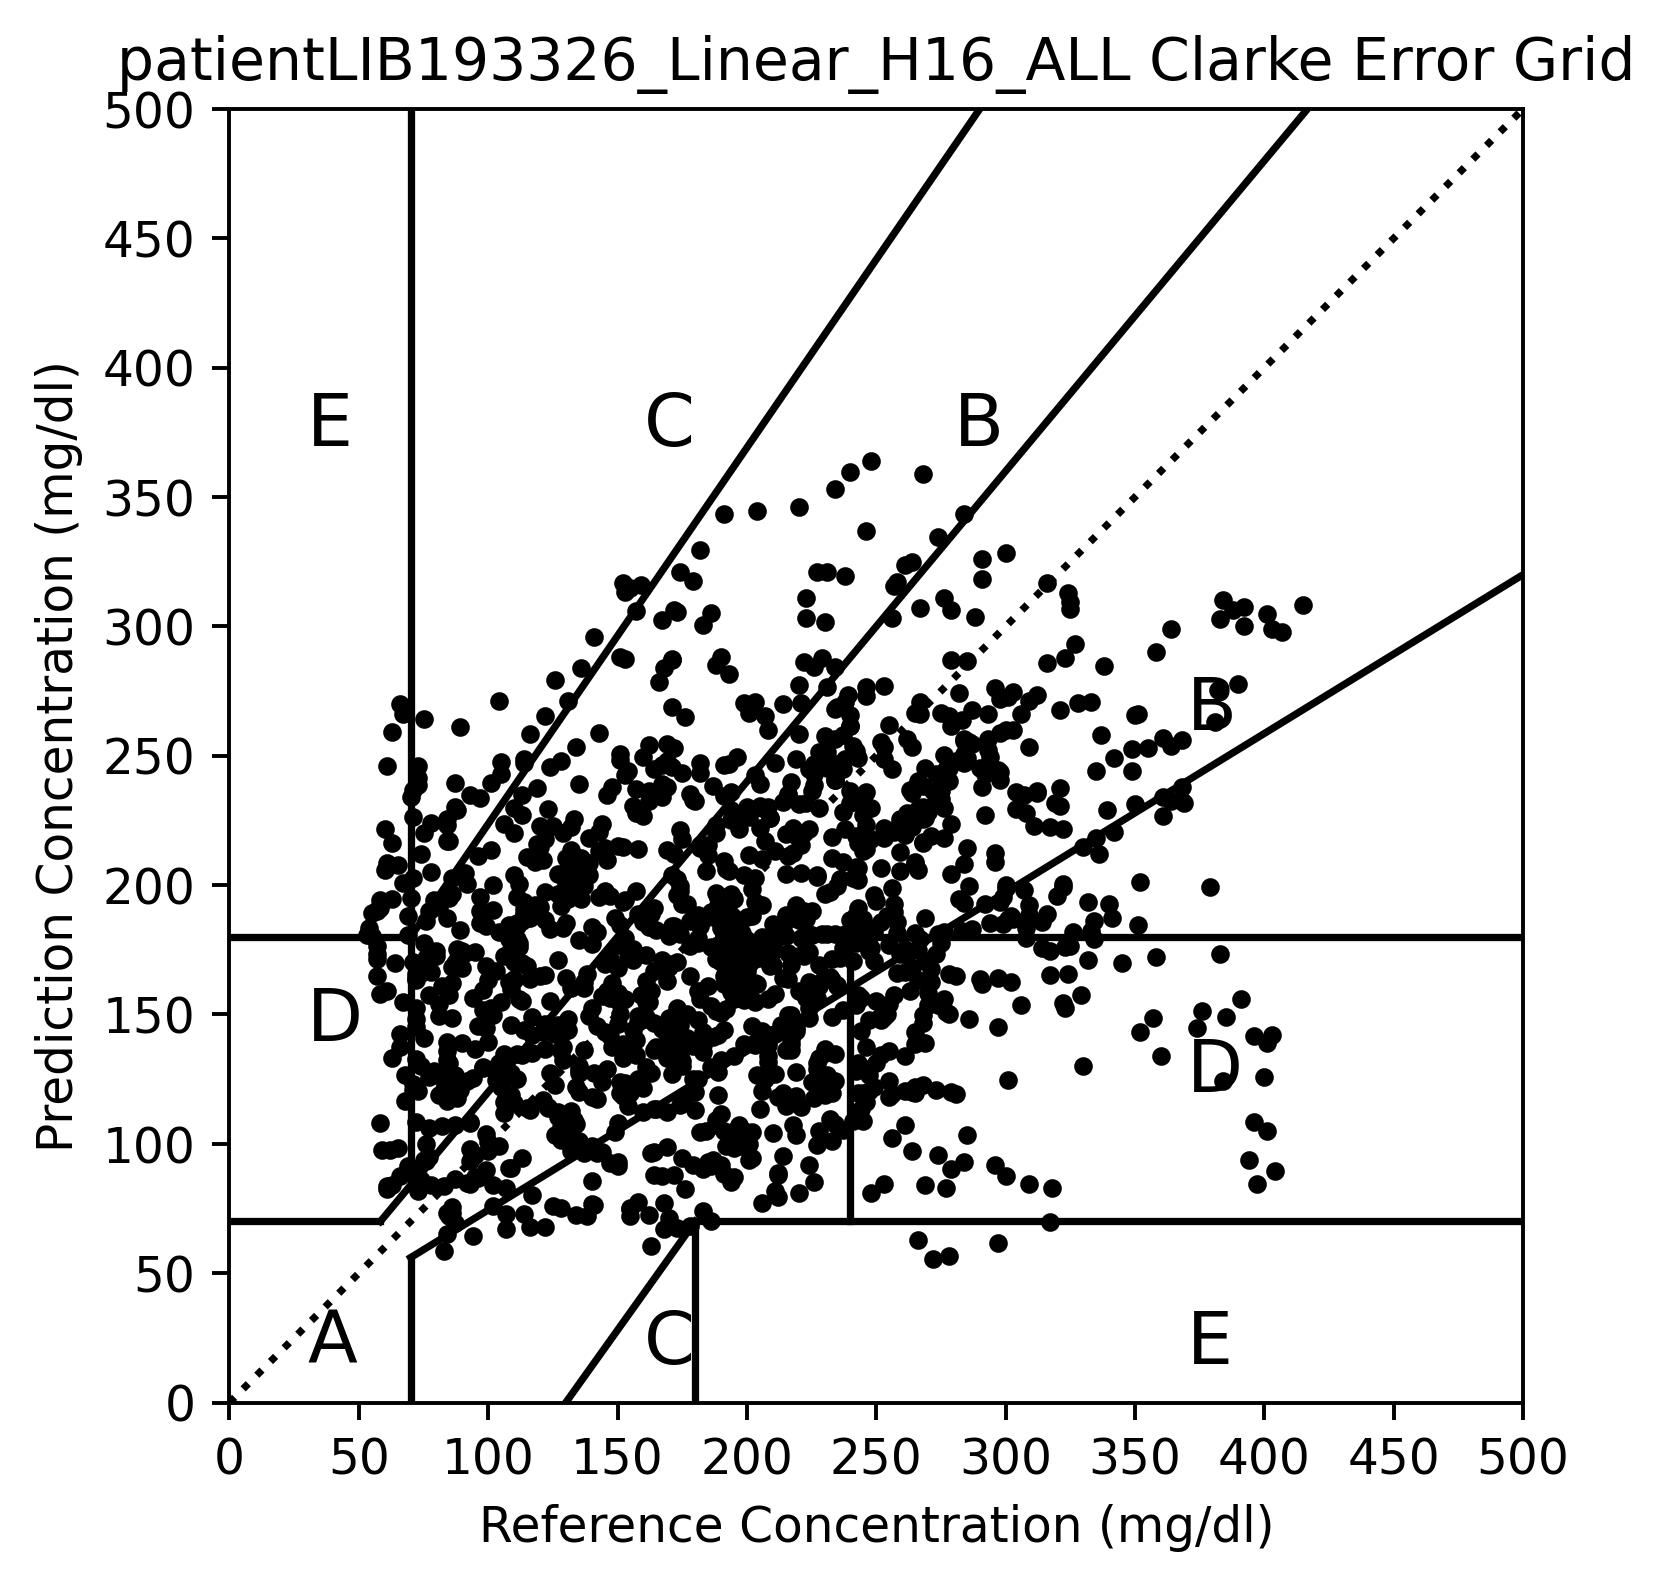 patientLIB193326_Linear_H16_ALL Clarke Error Grid
500
450
400
350
300
250
200
150
100
50
0
Prediction Concentration (mg/dl)
E
C
B
B
D
D
A
C
E
0 50 100 150 200 250 300 350 400 450 500
Reference Concentration (mg/dl)